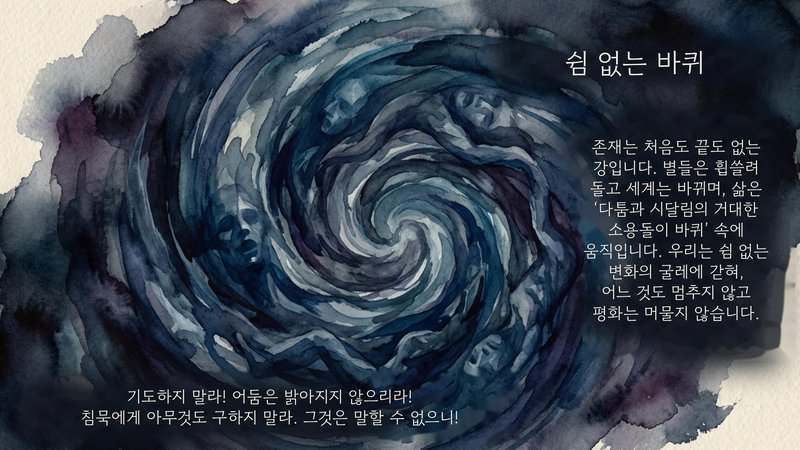 쉼 없는 바퀴
존재는 처음도 끝도 없는
강입니다. 별들은 휩쓸려
돌고 세계는 바뀌며, 삶은
‘다툼과 시달림의 거대한
소용돌이 바퀴’ 속에
움직입니다. 우리는 쉼 없는
변화의 굴레에 갇혀,
어느 것도 멈추지 않고
평화는 머물지 않습니다.
기도하지 말라! 어둠은 밝아지지 않으리라!
침묵에게 아무것도 구하지 말라. 그것은 말할 수 없으니!